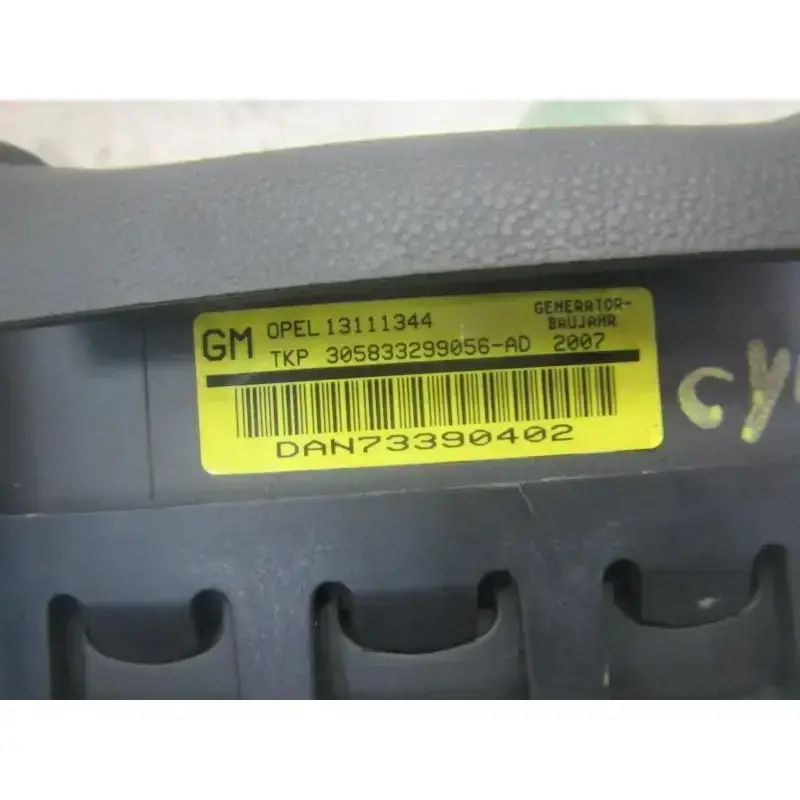 GM OPEL 13111344 GENERATOR-
BAUJAHR
TKP 305833299056-AD 2007
DAN73390402